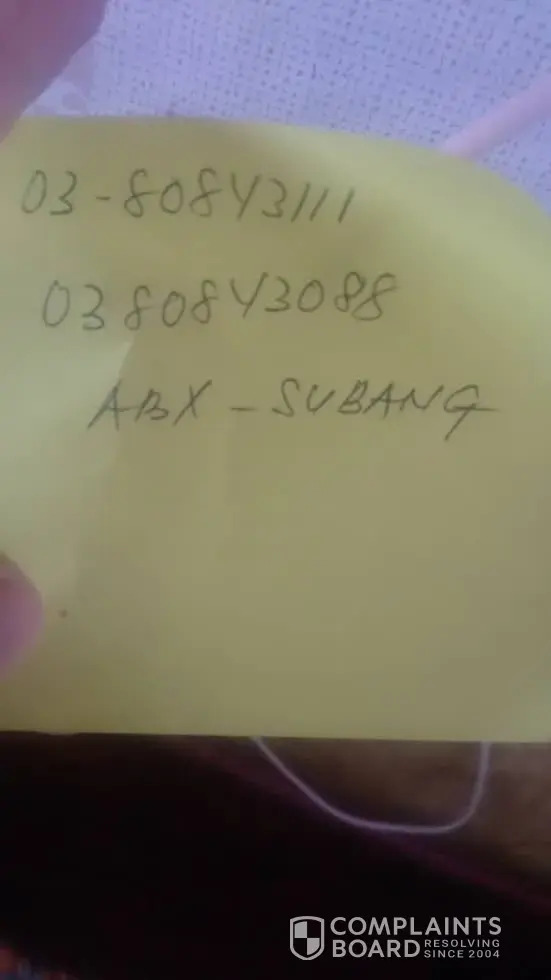 03-80843111
0380843088
ABX - SUBANG
COMPLAINTS
BOARD RESOLVING
SINCE 2004